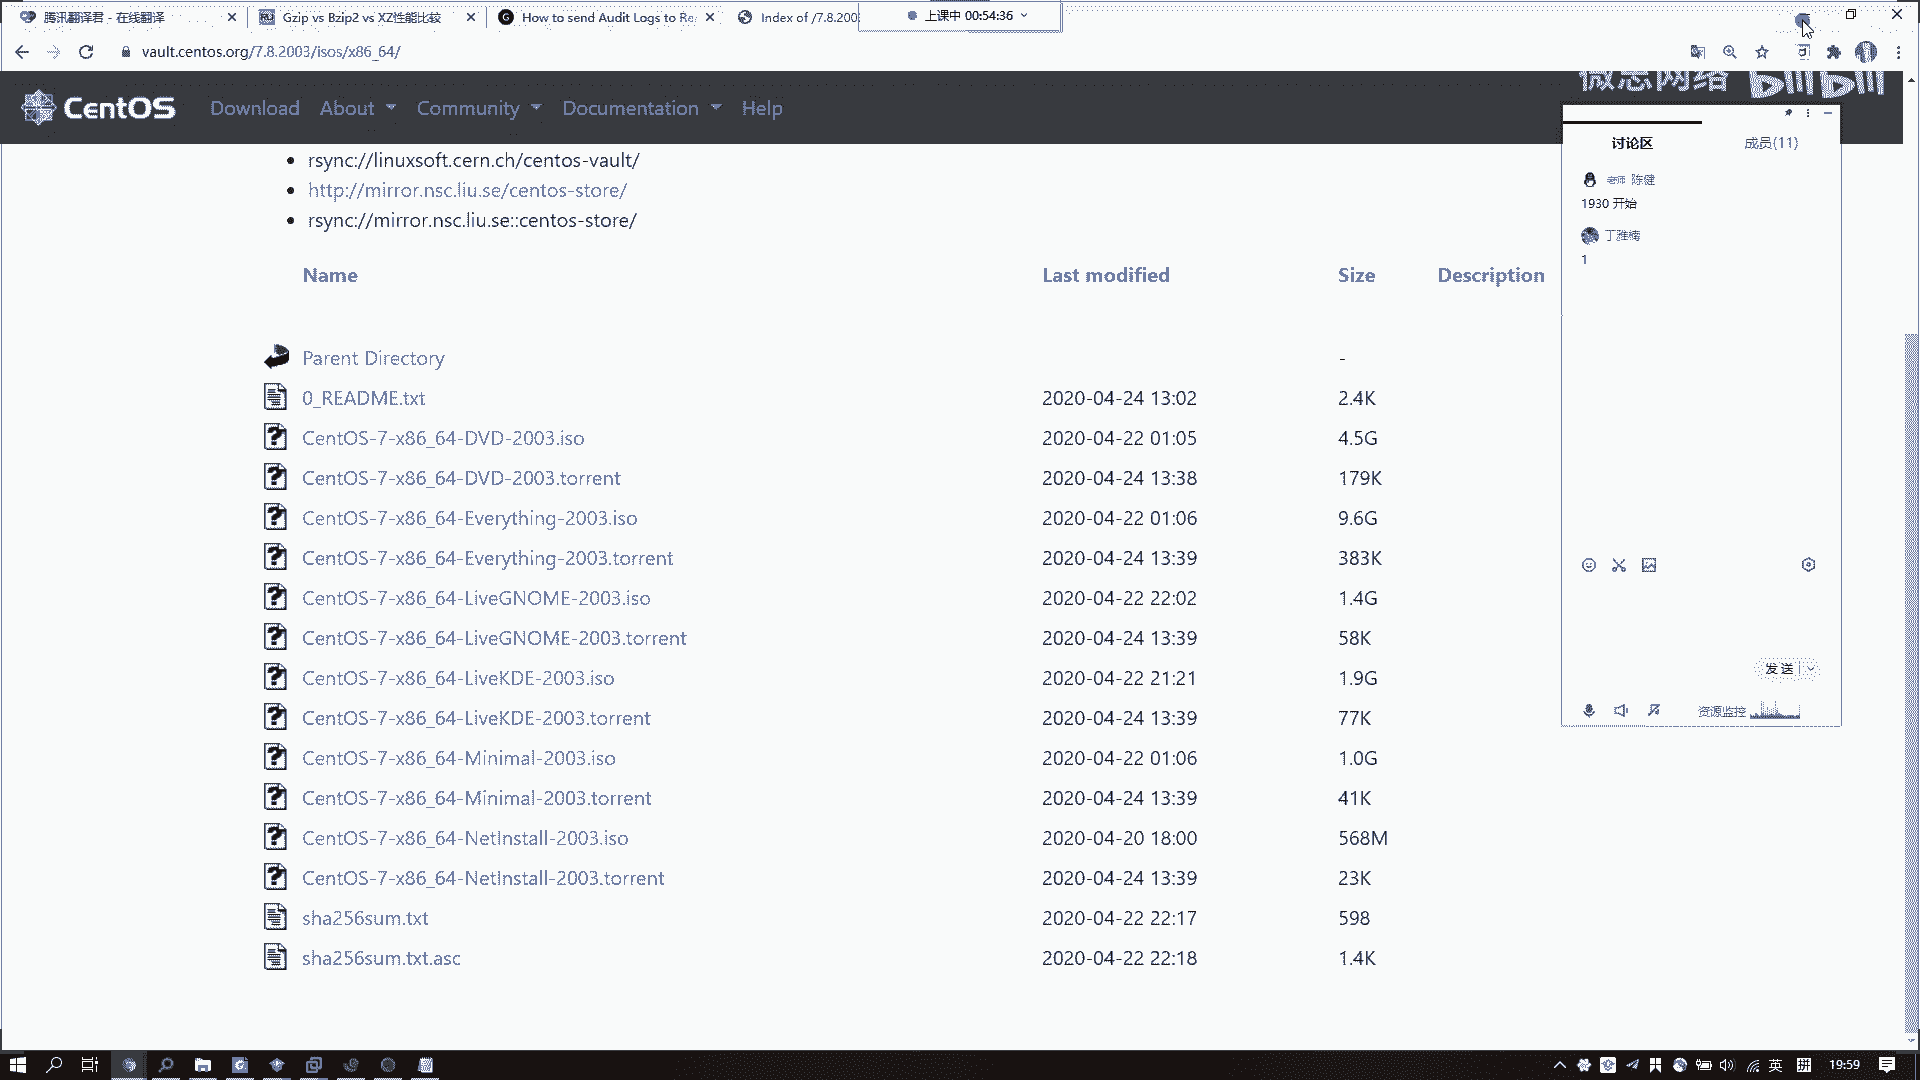 腾讯翻译君 - 在线翻译
Gzip vs Bzip2 vs XZ性能比较
How to send Audit Logs to Re
Index of /7.8.200
上课中 00:54:36
vault.centos.org/7.8.2003/isos/x86_64/
微思网络 bilibili
CentOS
Download About Community Documentation Help
rsync://linuxsoft.cern.ch/centos-vault/
http://mirror.nsc.liu.se/centos-store/
rsync://mirror.nsc.liu.se::centos-store/
Name Last modified Size Description
Parent Directory -
0_README.txt 2020-04-24 13:02 2.4K
CentOS-7-x86_64-DVD-2003.iso 2020-04-22 01:05 4.5G
CentOS-7-x86_64-DVD-2003.torrent 2020-04-24 13:38 179K
CentOS-7-x86_64-Everything-2003.iso 2020-04-22 01:06 9.6G
CentOS-7-x86_64-Everything-2003.torrent 2020-04-24 13:39 383K
CentOS-7-x86_64-LiveGNOME-2003.iso 2020-04-22 22:02 1.4G
CentOS-7-x86_64-LiveGNOME-2003.torrent 2020-04-24 13:39 58K
CentOS-7-x86_64-LiveKDE-2003.iso 2020-04-22 21:21 1.9G
CentOS-7-x86_64-LiveKDE-2003.torrent 2020-04-24 13:39 77K
CentOS-7-x86_64-Minimal-2003.iso 2020-04-22 01:06 1.0G
CentOS-7-x86_64-Minimal-2003.torrent 2020-04-24 13:39 41K
CentOS-7-x86_64-NetInstall-2003.iso 2020-04-20 18:00 568M
CentOS-7-x86_64-NetInstall-2003.torrent 2020-04-24 13:39 23K
sha256sum.txt 2020-04-22 22:17 598
sha256sum.txt.asc 2020-04-22 22:18 1.4K
讨论区 成员(11)
老师 陈健
1930 开始
丁雅梅
1
发送
资源监控
英 拼 19:59